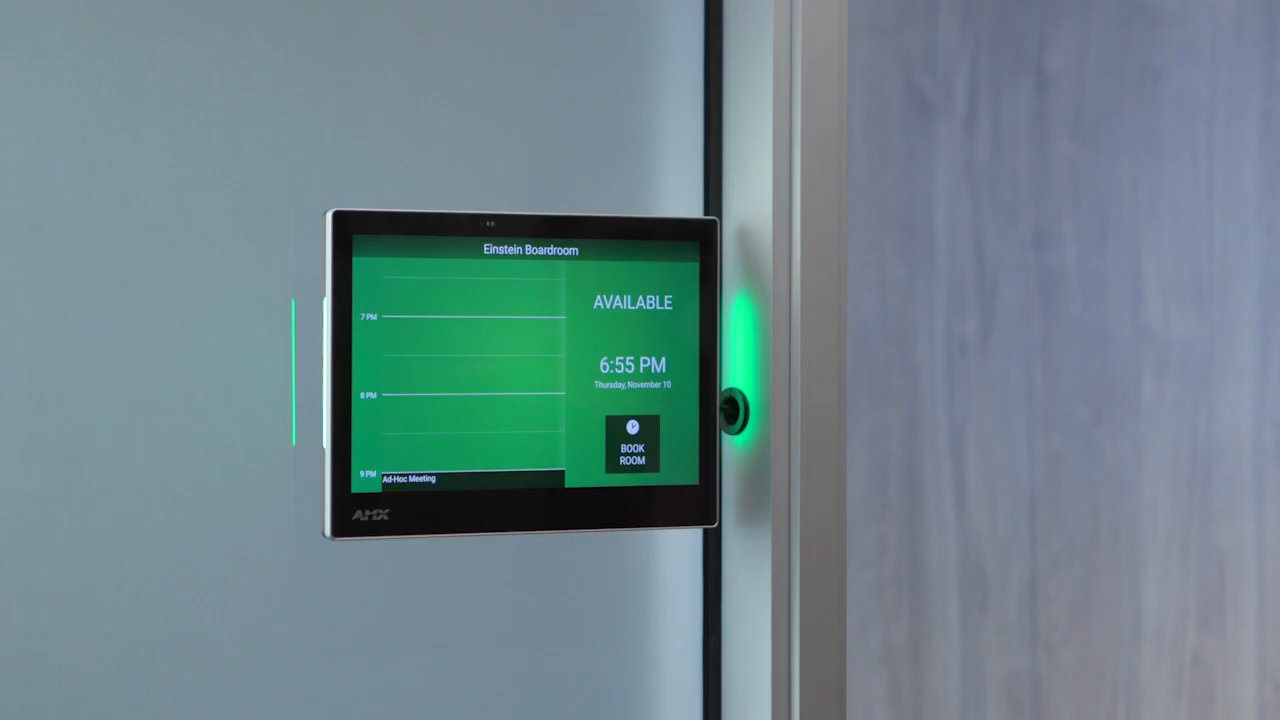 Einstein Boardroom
7 PM
8 PM
9 PM
Ad-Hoc Meeting
AVAILABLE
6:55 PM
Thursday, November 10
BOOK
ROOM
AMX